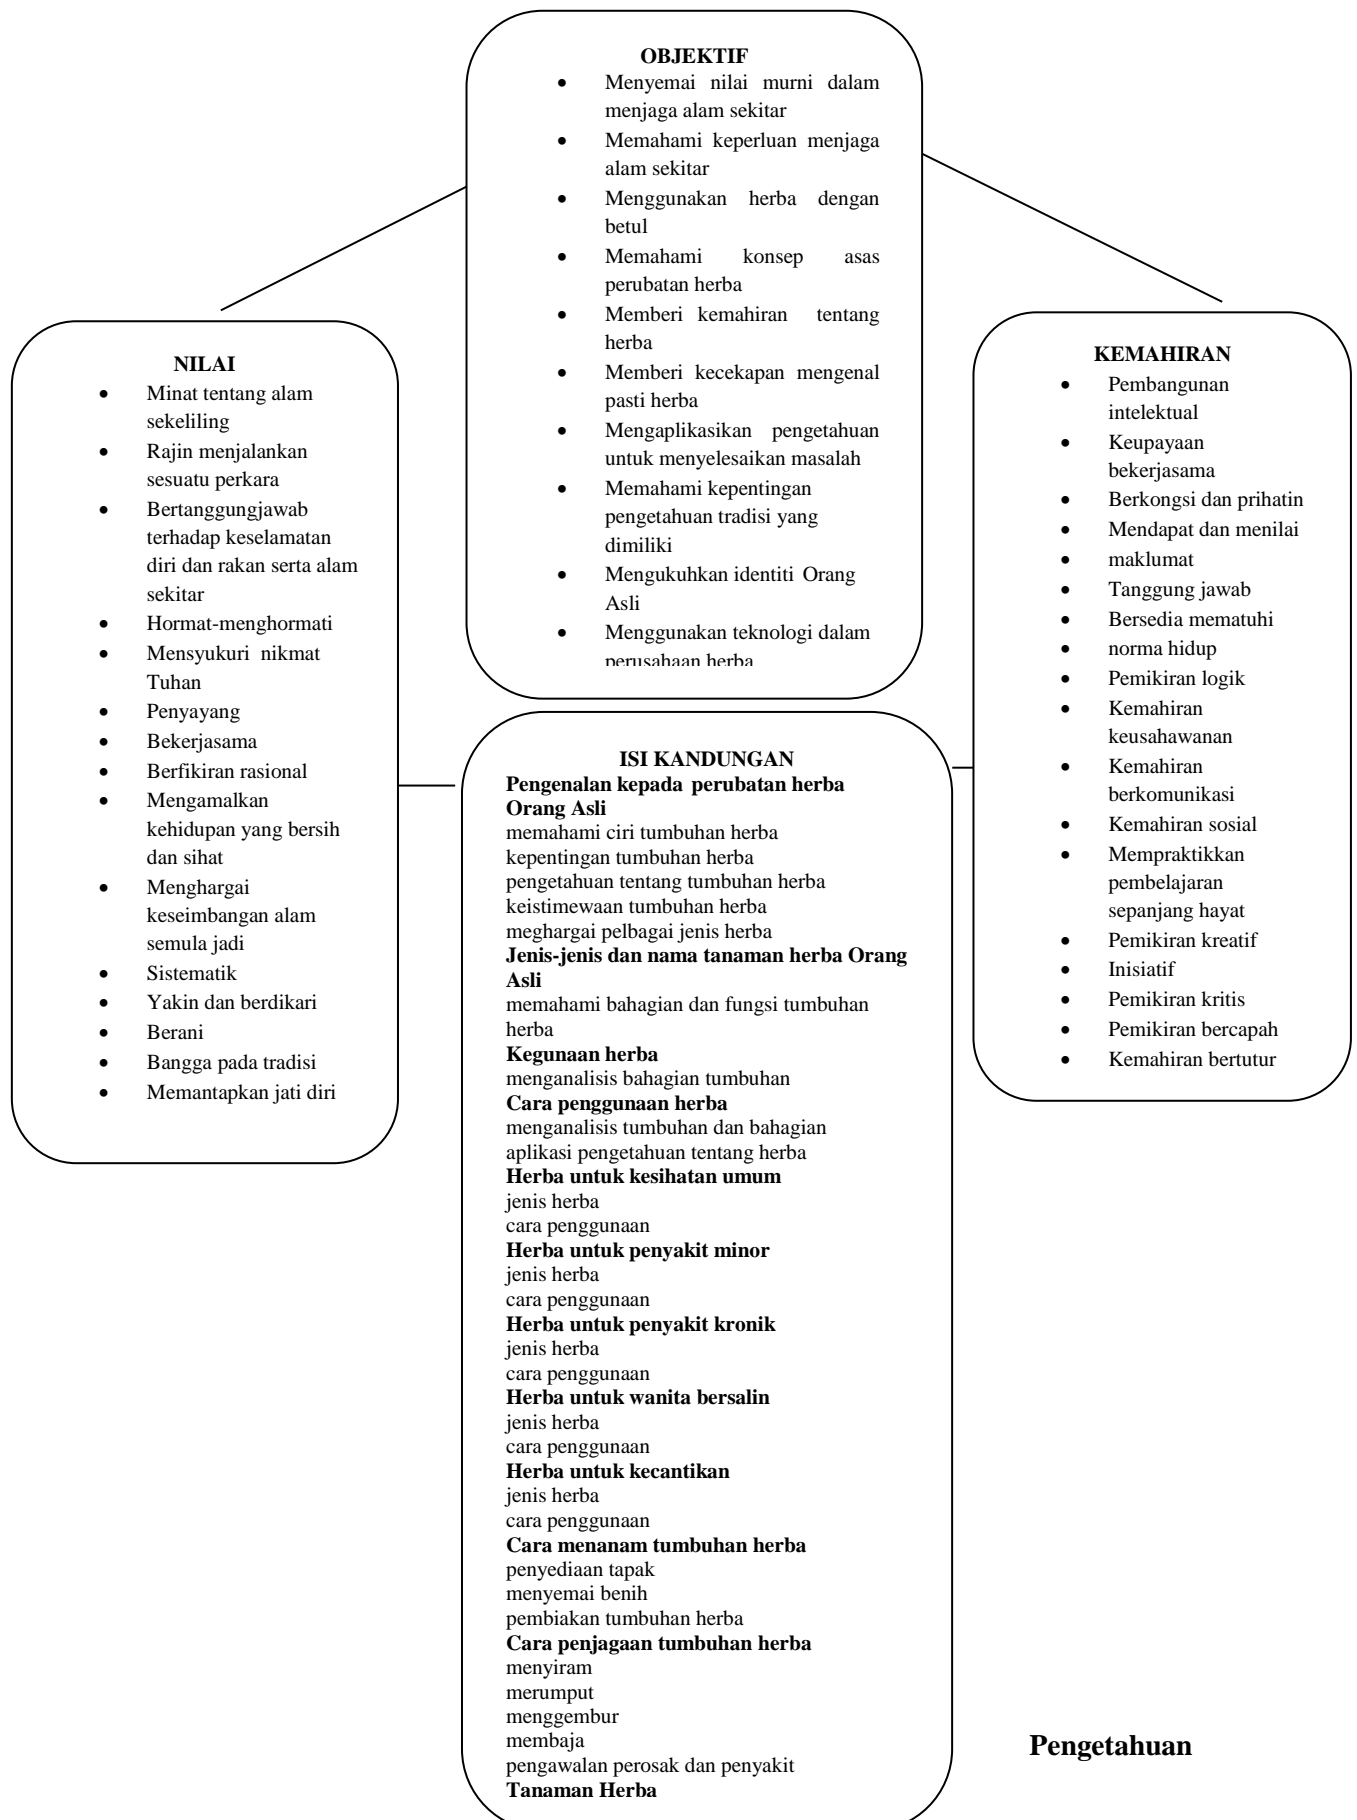 OBJEKTIF
• Menyemai nilai murni dalam
menjaga alam sekitar
• Memahami keperluan menjaga
alam sekitar
• Menggunakan herba dengan
betul
• Memahami konsep asas
perubatan herba
• Memberi kemahiran tentang
herba
• Memberi kecekapan mengenal
pasti herba
• Mengaplikasikan pengetahuan
untuk menyelesaikan masalah
• Memahami kepentingan
pengetahuan tradisi yang
dimiliki
• Mengukuhkan identiti Orang
Asli
• Menggunakan teknologi dalam
perusahaan herba
NILAI
• Minat tentang alam
sekeliling
• Rajin menjalankan
sesuatu perkara
• Bertanggungjawab
terhadap keselamatan
diri dan rakan serta alam
sekitar
• Hormat-menghormati
• Mensyukuri nikmat
Tuhan
• Penyayang
• Bekerjasama
• Berfikiran rasional
• Mengamalkan
kehidupan yang bersih
dan sihat
• Menghargai
keseimbangan alam
semula jadi
• Sistematik
• Yakin dan berdikari
• Berani
• Bangga pada tradisi
• Memantapkan jati diri
KEMAHIRAN
• Pembangunan
intelektual
• Keupayaan
bekerjasama
• Berkongsi dan prihatin
• Mendapat dan menilai
• maklumat
• Tanggung jawab
• Bersedia mematuhi
• norma hidup
• Pemikiran logik
• Kemahiran
keusahawanan
• Kemahiran
berkomunikasi
• Kemahiran sosial
• Mempraktikkan
pembelajaran
sepanjang hayat
• Pemikiran kreatif
• Inisiatif
• Pemikiran kritis
• Pemikiran bercapah
• Kemahiran bertutur
ISI KANDUNGAN
Pengenalan kepada perubatan herba
Orang Asli
memahami ciri tumbuhan herba
kepentingan tumbuhan herba
pengetahuan tentang tumbuhan herba
keistimewaan tumbuhan herba
meghargai pelbagai jenis herba
Jenis-jenis dan nama tanaman herba Orang
Asli
memahami bahagian dan fungsi tumbuhan
herba
Kegunaan herba
menganalisis bahagian tumbuhan
Cara penggunaan herba
menganalisis tumbuhan dan bahagian
aplikasi pengetahuan tentang herba
Herba untuk kesihatan umum
jenis herba
cara penggunaan
Herba untuk penyakit minor
jenis herba
cara penggunaan
Herba untuk penyakit kronik
jenis herba
cara penggunaan
Herba untuk wanita bersalin
jenis herba
cara penggunaan
Herba untuk kecantikan
jenis herba
cara penggunaan
Cara menanam tumbuhan herba
penyediaan tapak
menyemai benih
pembiakan tumbuhan herba
Cara penjagaan tumbuhan herba
menyiram
merumput
menggembur
membaja
pengawalan perosak dan penyakit
Tanaman Herba
Pengetahuan